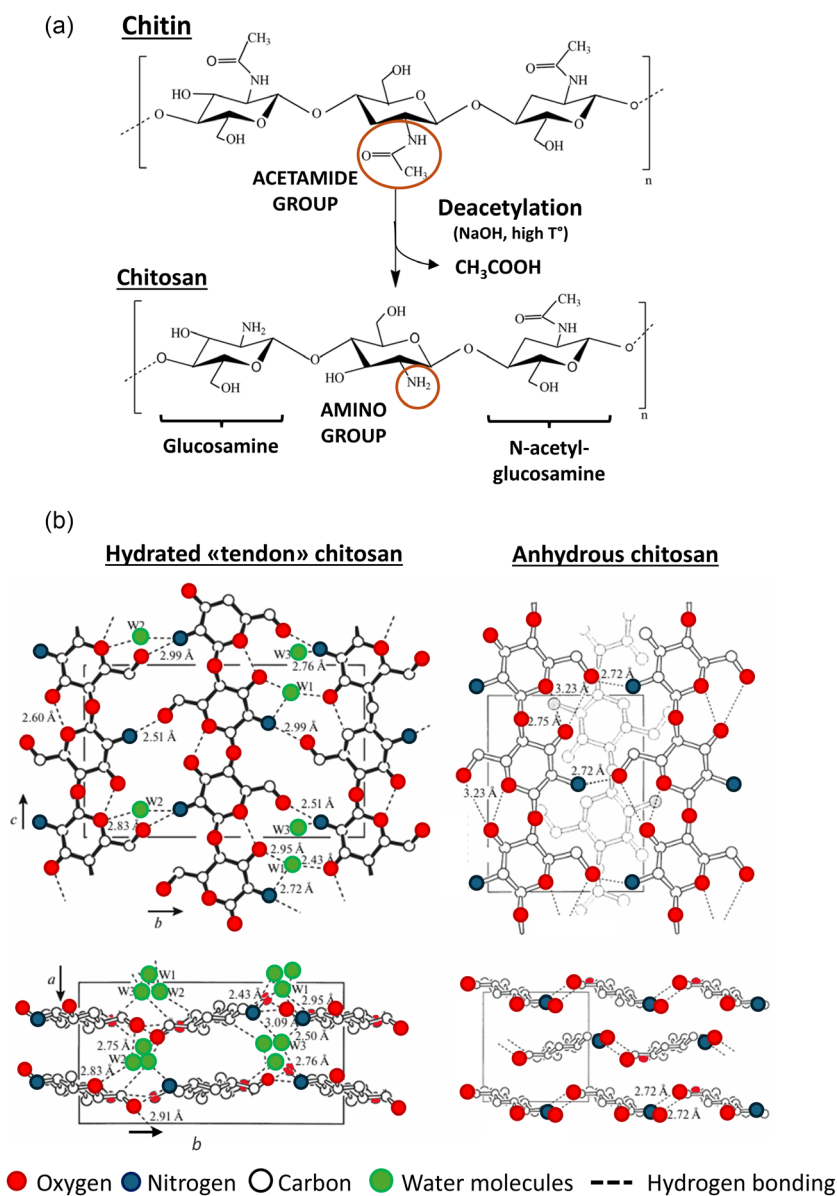 (a)
Chitin
CH3
O
NH
HO
O
O
OH
OH
O
O
CH3
O
NH
O
O
OH
O
NH
O
CH3
n
ACETAMIDE
GROUP
Deacetylation
(NaOH, high T°)
CH3COOH
Chitosan
HO
NH2
O
O
OH
O
OH
O
HO
NH2
O
CH3
O
NH
O
O
OH
n
AMINO
GROUP
Glucosamine
N-acetyl-
glucosamine
(b)
Hydrated «tendon» chitosan
Anhydrous chitosan
W2
2.99 Å
W3
2.76 Å
W1
2.60 Å
2.51 Å
2.99 Å
W2
2.83 Å
2.51 Å
W3
2.95 Å
W1
2.43 Å
2.72 Å
c
b
2.72 Å
3.23 Å
2.75 Å
2.72 Å
3.23 Å
a
W1
W3
W2
2.43 Å
W1
2.95 Å
3.09 Å
2.50 Å
2.75 Å
W2
W3
2.83 Å
2.76 Å
2.91 Å
b
2.72 Å
2.72 Å
Oxygen
Nitrogen
Carbon
Water molecules
Hydrogen bonding